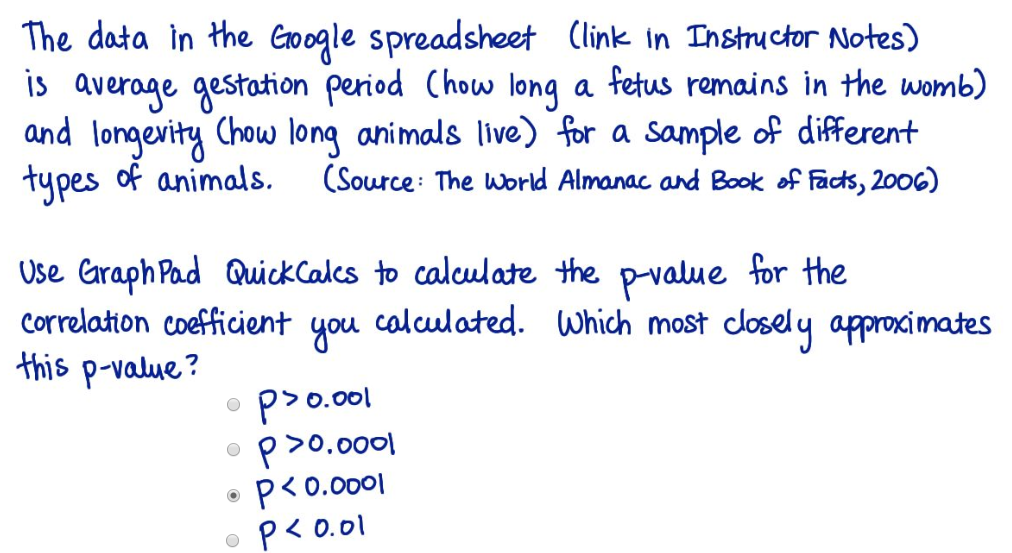 The data in the Google spreadsheet (link in Instructor Notes)
is average gestation period (how long a fetus remains in the womb)
and longevity (how long animals live) for a sample of different
types of animals. (Source: The World Almanac and Book of Facts, 2006)
Use GraphPad QuickCalcs to calculate the p-value for the
correlation coefficient you calculated. Which most closely approximates
this p-value?
p>0.001
p>0.0001
p<0.0001
p<0.01